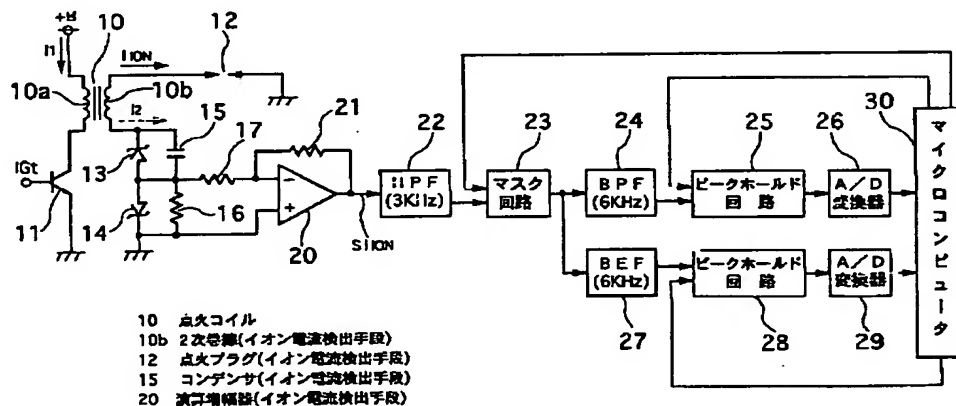 +B
10
I1
IION
12
10a
10b
I2
15
17
21
13
14
16
11
IGt
20
SIION
22
HPF
(3KHz)
23
マスク
回路
24
BPF
(6KHz)
25
ピークホールド
回路
26
A/D
変換器
30
マイクロコンピュータ
BEF
(6KHz)
27
ピークホールド
回路
28
A/D
変換器
29
10 点火コイル
10b 2次巻線(イオン電流検出手段)
12 点火プラグ(イオン電流検出手段)
15 コンデンサ(イオン電流検出手段)
20 演算増幅器(イオン電流検出手段)